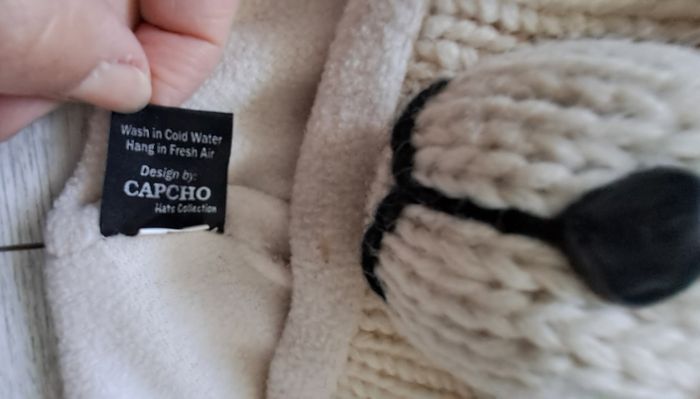 Wash in Cold Water
Hang in Fresh Air
Design by:
CAPCHO
Hats Collection